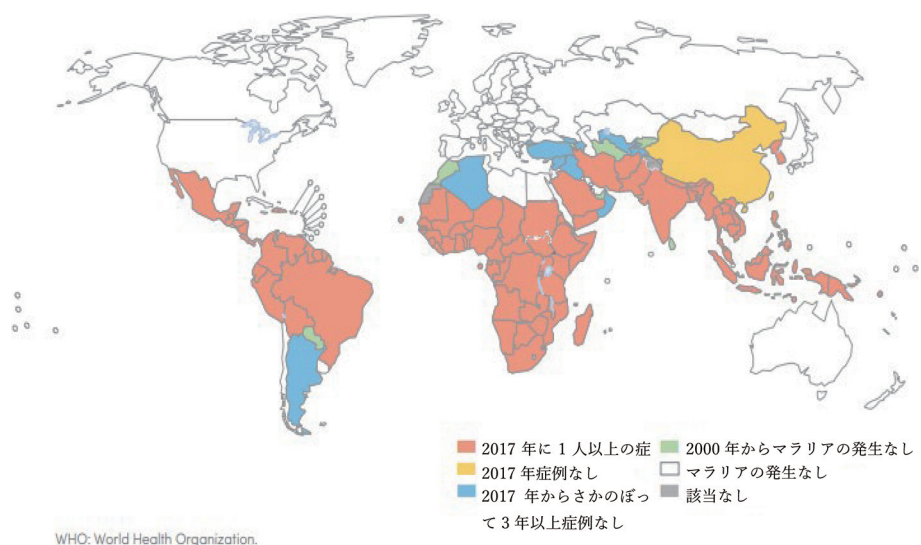 2017 年に 1 人以上の症
2017 年症例なし
2017 年からさかのぼっ
て 3 年以上症例なし
2000 年からマラリアの発生なし
マラリアの発生なし
該当なし
WHO: World Health Organization.